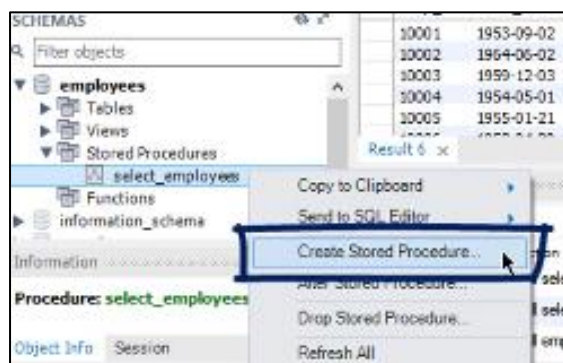 SCHEMAS
Filter objects
employees
Tables
Views
Stored Procedures
select_employees
Functions
information_schema
Information
Procedure: select_employees
Object Info Session
10001 1953-09-02
10002 1964-06-02
10003 1959-12-03
10004 1954-05-01
10005 1955-01-21
Result 6
Copy to Clipboard
Send to SQL Editor
Create Stored Procedure...
Alter Stored Procedure...
Drop Stored Procedure...
Refresh All